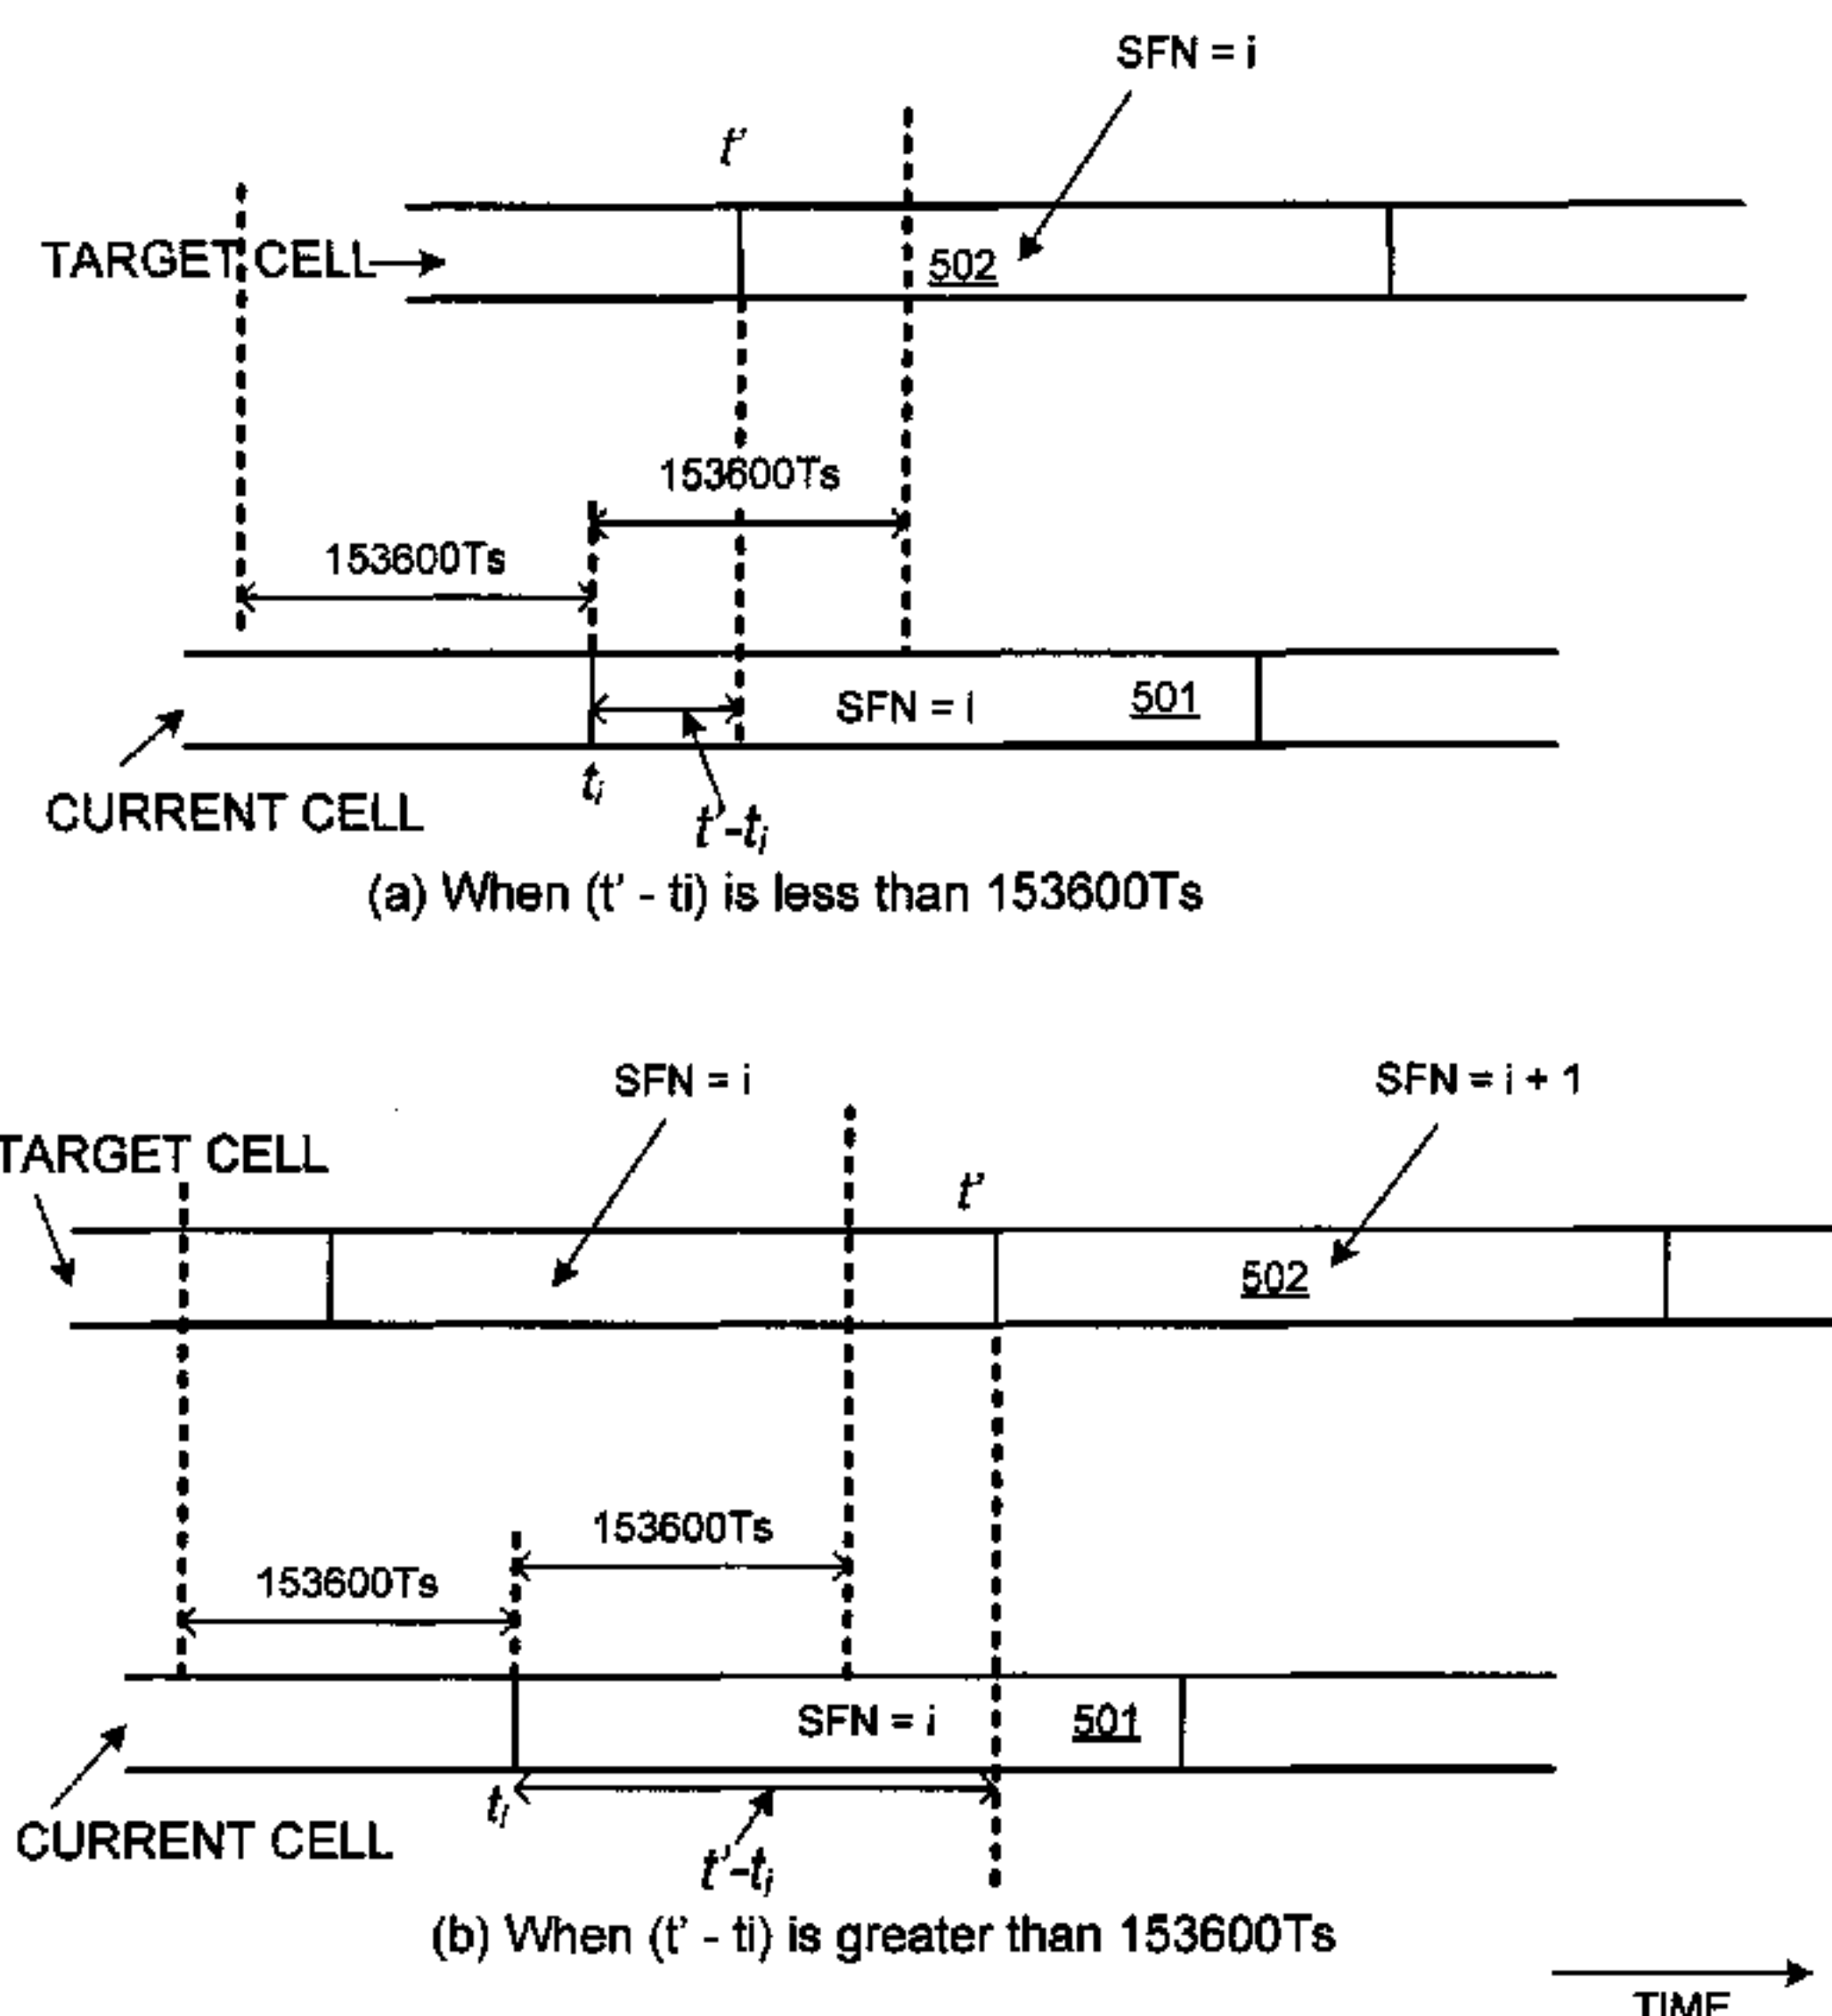 SFN = i
t'
TARGET CELL
502
153600Ts
153600Ts
SFN = i
501
ti
CURRENT CELL
t'-ti
(a) When (t' - ti) is less than 153600Ts
SFN = i
SFN = i + 1
TARGET CELL
t'
502
153600Ts
153600Ts
SFN = i
501
ti
CURRENT CELL
t'-ti
(b) When (t' - ti) is greater than 153600Ts
TIME